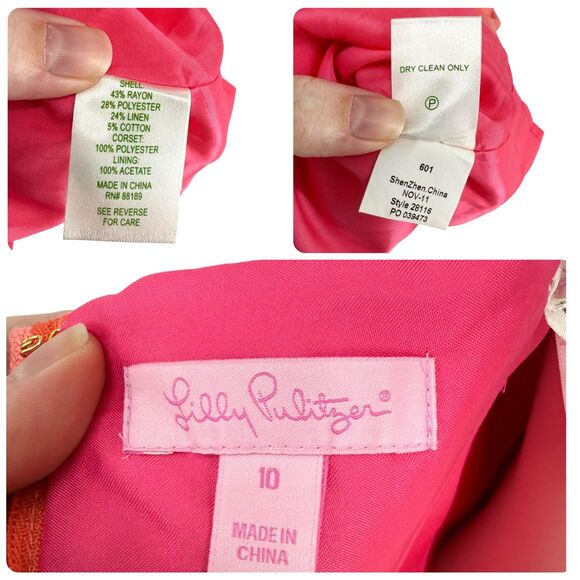 SHELL:
43% RAYON
28% POLYESTER
24% LINEN
5% COTTON
CORSET:
100% POLYESTER
LINING:
100% ACETATE
MADE IN CHINA
RN# 88189
SEE REVERSE
FOR CARE
DRY CLEAN ONLY
P
601
ShenZhen.China
NOV-11
Style 28116
PO 039473
Lilly Pulitzer®
10
MADE IN
CHINA